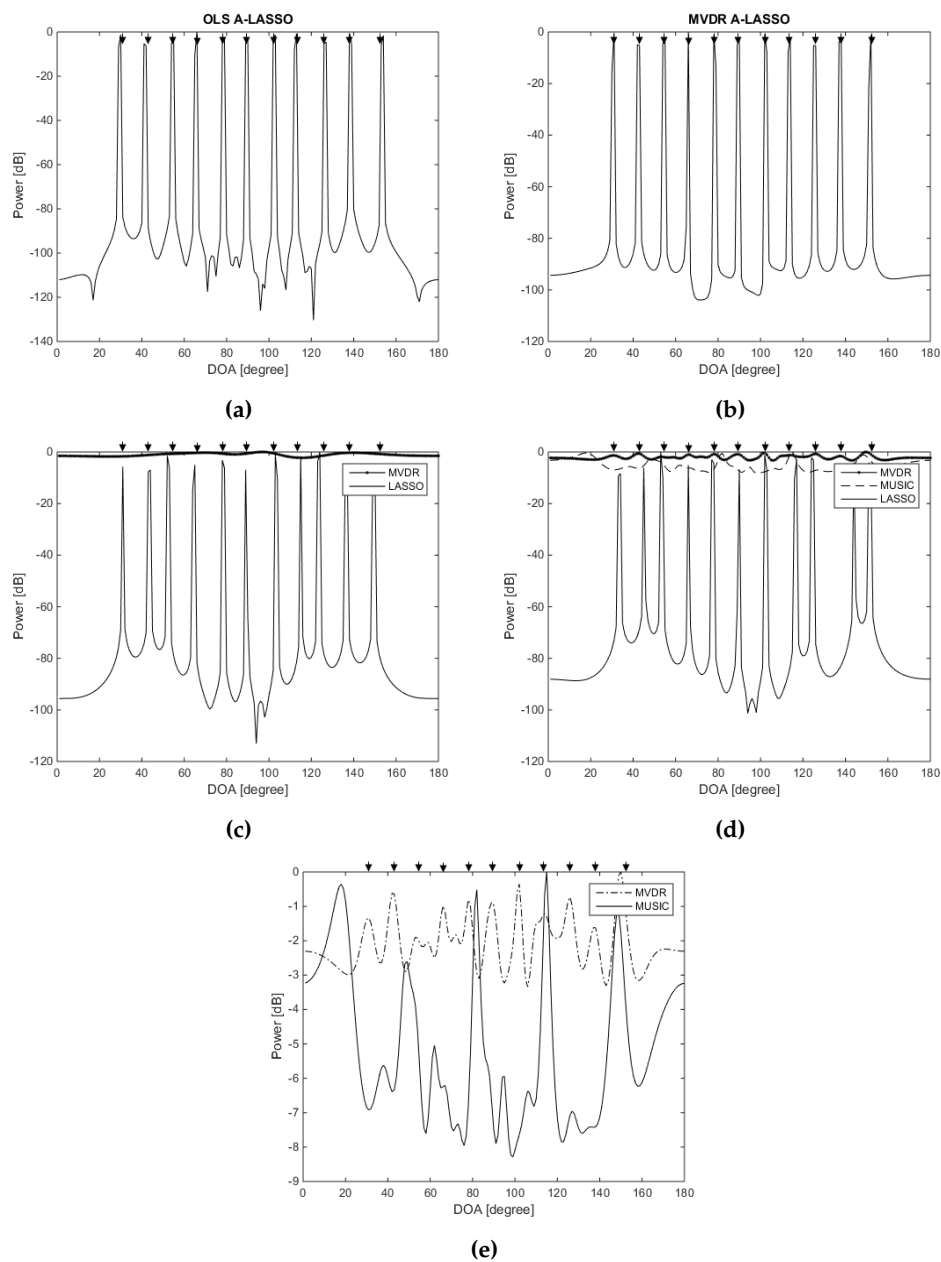 OLS A-LASSO
0
-20
-40
-60
-80
-100
-120
-140
Power [dB]
0 20 40 60 80 100 120 140 160 180
DOA [degree]
(a)
MVDR A-LASSO
0
-20
-40
-60
-80
-100
-120
Power [dB]
0 20 40 60 80 100 120 140 160 180
DOA [degree]
(b)
0
-20
-40
-60
-80
-100
-120
Power [dB]
MVDR
LASSO
0 20 40 60 80 100 120 140 160 180
DOA [degree]
(c)
0
-20
-40
-60
-80
-100
-120
Power [dB]
MVDR
MUSIC
LASSO
0 20 40 60 80 100 120 140 160 180
DOA [degree]
(d)
0
-1
-2
-3
-4
-5
-6
-7
-8
-9
Power [dB]
MVDR
MUSIC
0 20 40 60 80 100 120 140 160 180
DOA [degree]
(e)